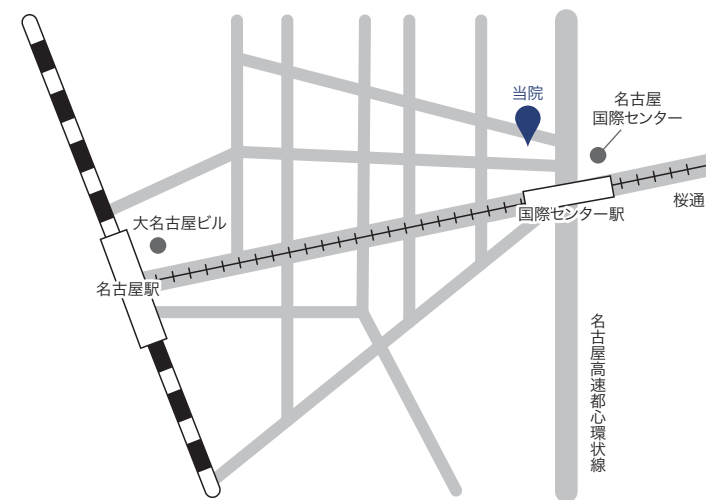 当院
名古屋
国際センター
桜通
大名古屋ビル
国際センター駅
名古屋駅
名古屋高速都心環状線